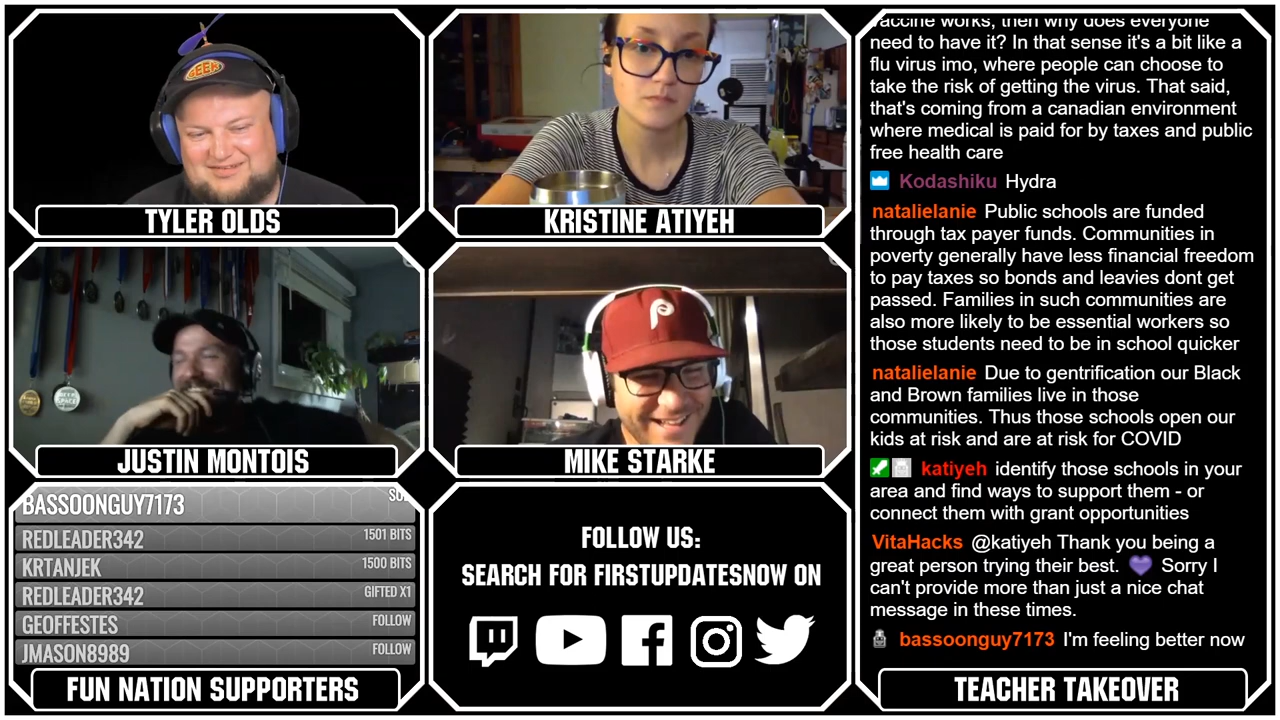 GEEK
TYLER OLDS
KRISTINE ATIYEH
P
JUSTIN MONTOIS
MIKE STARKE
BASSOONGUY7173
REDLEADER342 1501 BITS
KRTANJEK 1500 BITS
REDLEADER342 GIFTED X1
GEOFFESTES FOLLOW
JMASON8989 FOLLOW
FUN NATION SUPPORTERS
FOLLOW US:
SEARCH FOR FIRSTUPDATESNOW ON
vaccine works, then why does everyone
need to have it? In that sense it's a bit like a
flu virus imo, where people can choose to
take the risk of getting the virus. That said,
that's coming from a canadian environment
where medical is paid for by taxes and public
free health care
Kodashiku Hydra
natalielanie Public schools are funded
through tax payer funds. Communities in
poverty generally have less financial freedom
to pay taxes so bonds and leavies dont get
passed. Families in such communities are
also more likely to be essential workers so
those students need to be in school quicker
natalielanie Due to gentrification our Black
and Brown families live in those
communities. Thus those schools open our
kids at risk and are at risk for COVID
katiyeh identify those schools in your
area and find ways to support them - or
connect them with grant opportunities
VitaHacks @katiyeh Thank you being a
great person trying their best. 💜 Sorry I
can't provide more than just a nice chat
message in these times.
bassoonguy7173 I'm feeling better now
TEACHER TAKEOVER